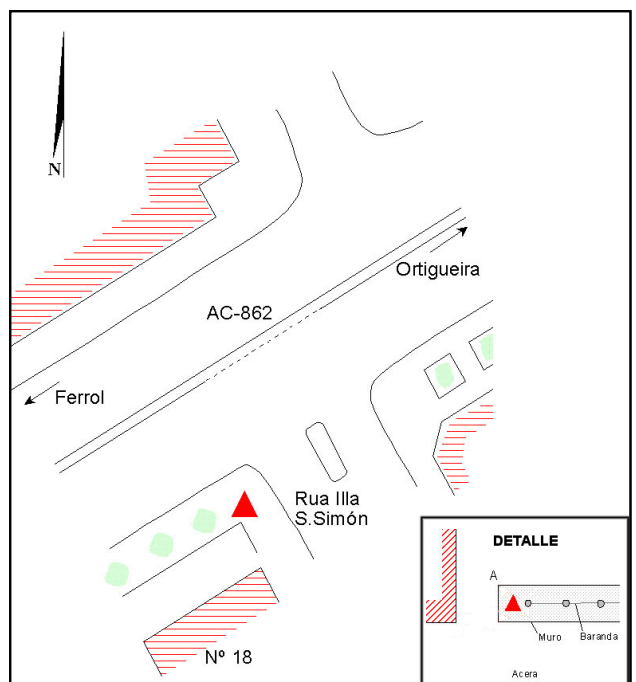 N
Ortigueira
AC-862
Ferrol
Rua Illa
S.Simón
Nº 18
DETALLE
A
Muro
Baranda
Acera